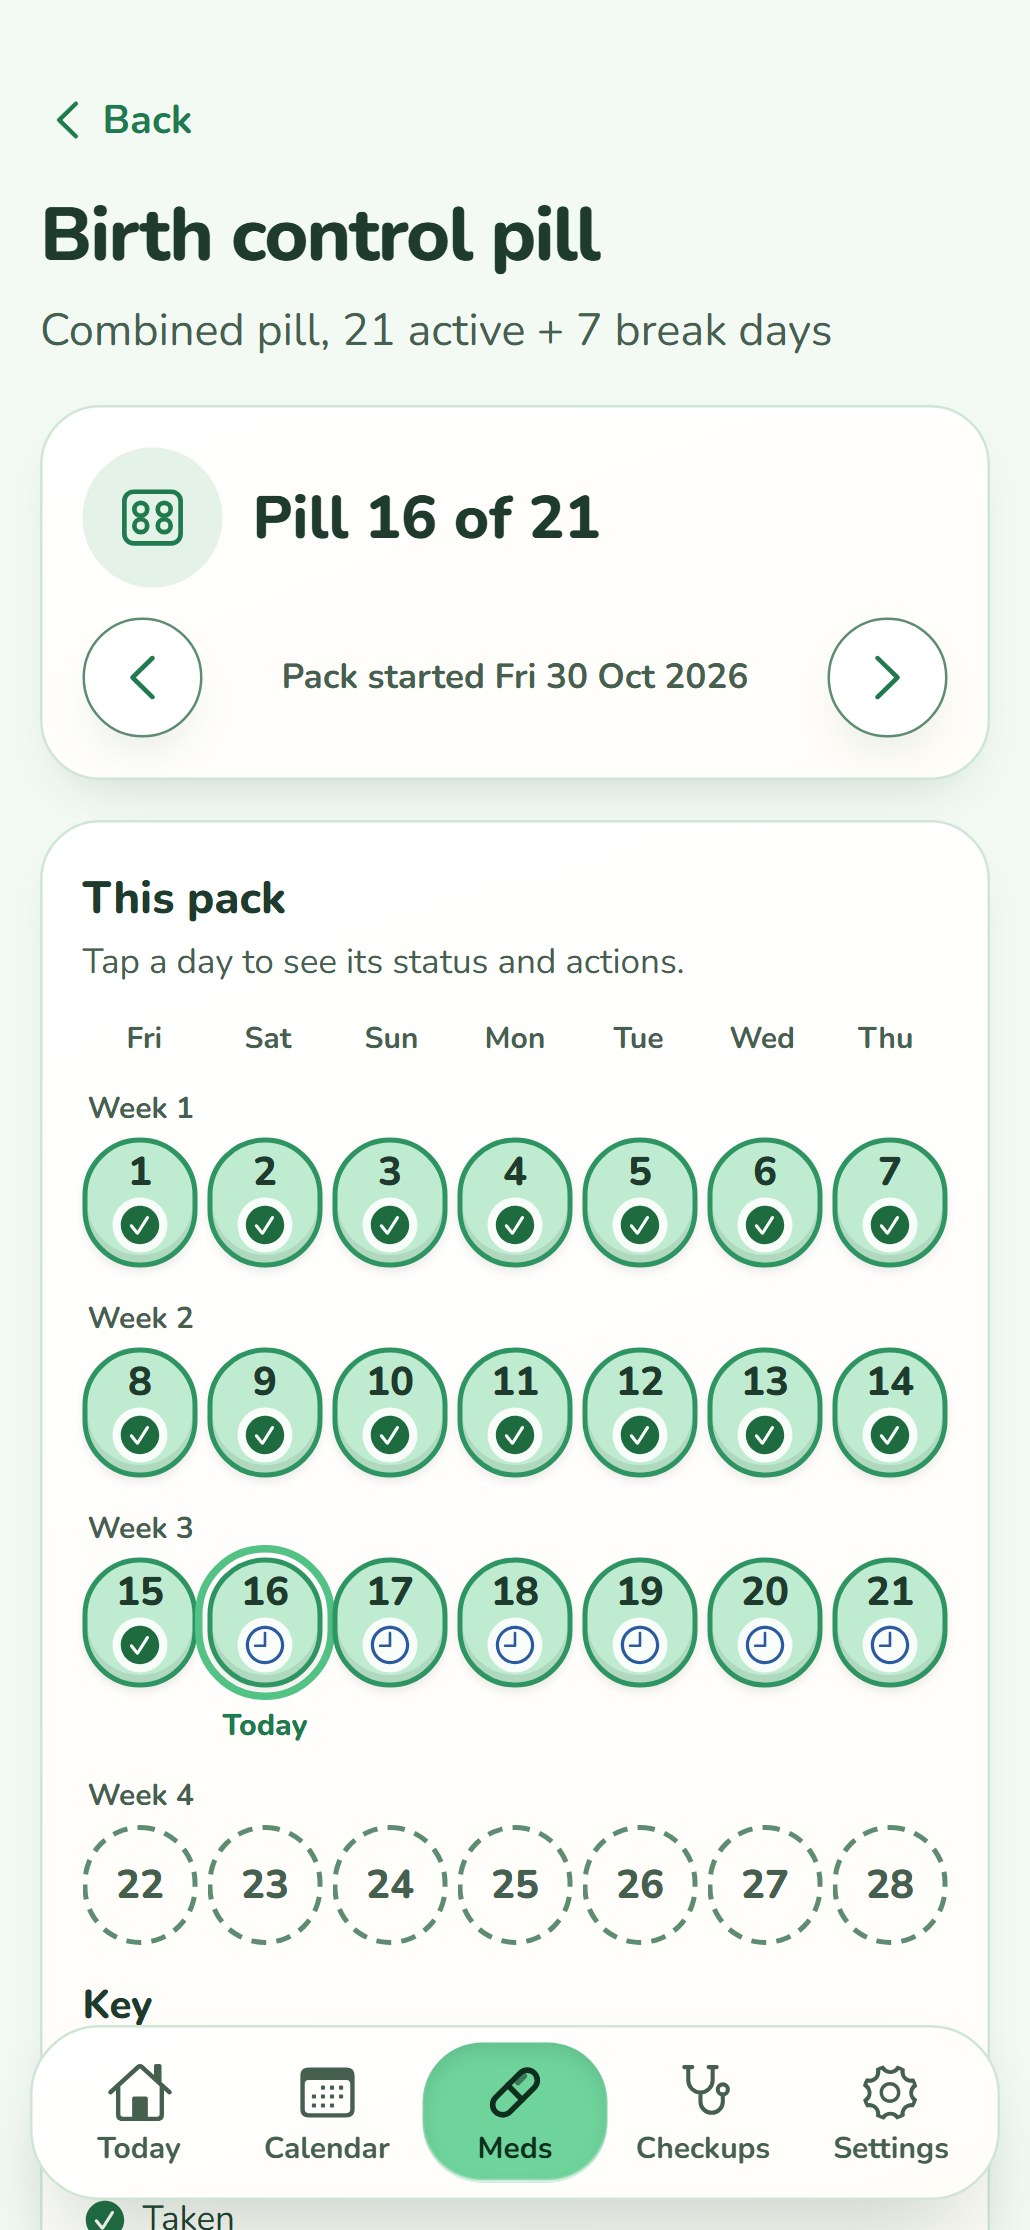 Back
Birth control pill
Combined pill, 21 active + 7 break days
Pill 16 of 21
Pack started Fri 30 Oct 2026
This pack
Tap a day to see its status and actions.
Fri Sat Sun Mon Tue Wed Thu
Week 1
1 2 3 4 5 6 7
Week 2
8 9 10 11 12 13 14
Week 3
15 16 17 18 19 20 21
Today
Week 4
22 23 24 25 26 27 28
Key
Today Calendar Meds Checkups Settings
Taken